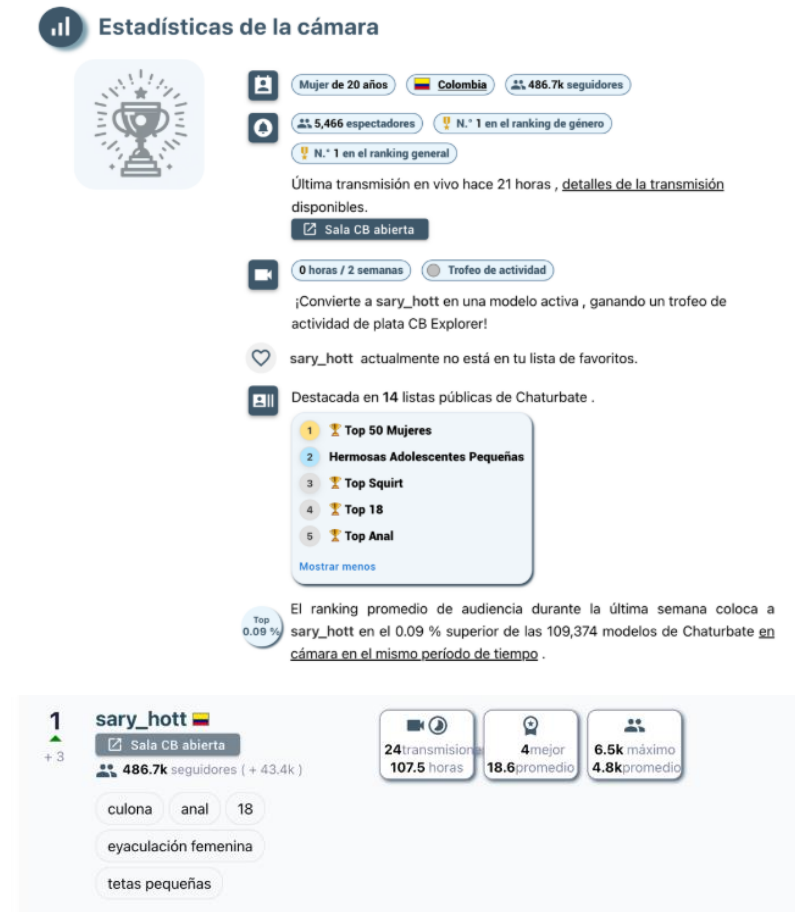 Estadísticas de la cámara
Mujer de 20 años
Colombia
486.7k seguidores
5,466 espectadores
N.° 1 en el ranking de género
N.° 1 en el ranking general
Última transmisión en vivo hace 21 horas , detalles de la transmisión
disponibles.
Sala CB abierta
0 horas / 2 semanas
Trofeo de actividad
¡Convierte a sary_hott en una modelo activa , ganando un trofeo de
actividad de plata CB Explorer!
sary_hott actualmente no está en tu lista de favoritos.
Destacada en 14 listas públicas de Chaturbate .
1 Top 50 Mujeres
2 Hermosas Adolescentes Pequeñas
3 Top Squirt
4 Top 18
5 Top Anal
Mostrar menos
Top
0.09 %
El ranking promedio de audiencia durante la última semana coloca a
sary_hott en el 0.09 % superior de las 109,374 modelos de Chaturbate en
cámara en el mismo período de tiempo .
1
+ 3
sary_hott
Sala CB abierta
486.7k seguidores ( + 43.4k )
24transmisione
107.5 horas
4mejor
18.6promedio
6.5k máximo
4.8kpromedio
culona
anal
18
eyaculación femenina
tetas pequeñas